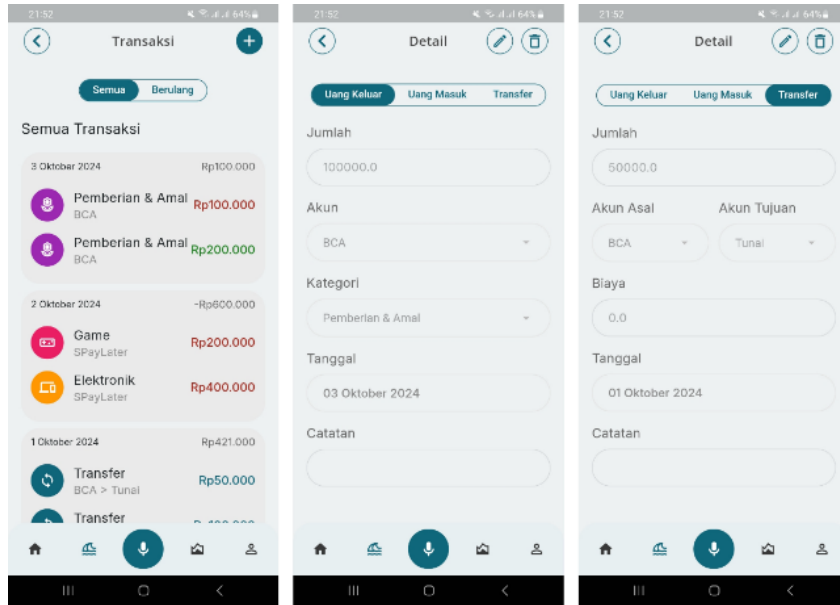 21:52 64%
Transaksi
Semua Berulang
Semua Transaksi
3 Oktober 2024 Rp100.000
Pemberian & Amal Rp100.000
BCA
Pemberian & Amal Rp200.000
BCA
2 Oktober 2024 -Rp600.000
Game Rp200.000
SPayLater
Elektronik Rp400.000
SPayLater
1 Oktober 2024 Rp421.000
Transfer Rp50.000
BCA > Tunai
Transfer
21:52 64%
Detail
Uang Keluar Uang Masuk Transfer
Jumlah
100000.0
Akun
BCA
Kategori
Pemberian & Amal
Tanggal
03 Oktober 2024
Catatan
21:52 64%
Detail
Uang Keluar Uang Masuk Transfer
Jumlah
50000.0
Akun Asal Akun Tujuan
BCA Tunai
Biaya
0.0
Tanggal
01 Oktober 2024
Catatan